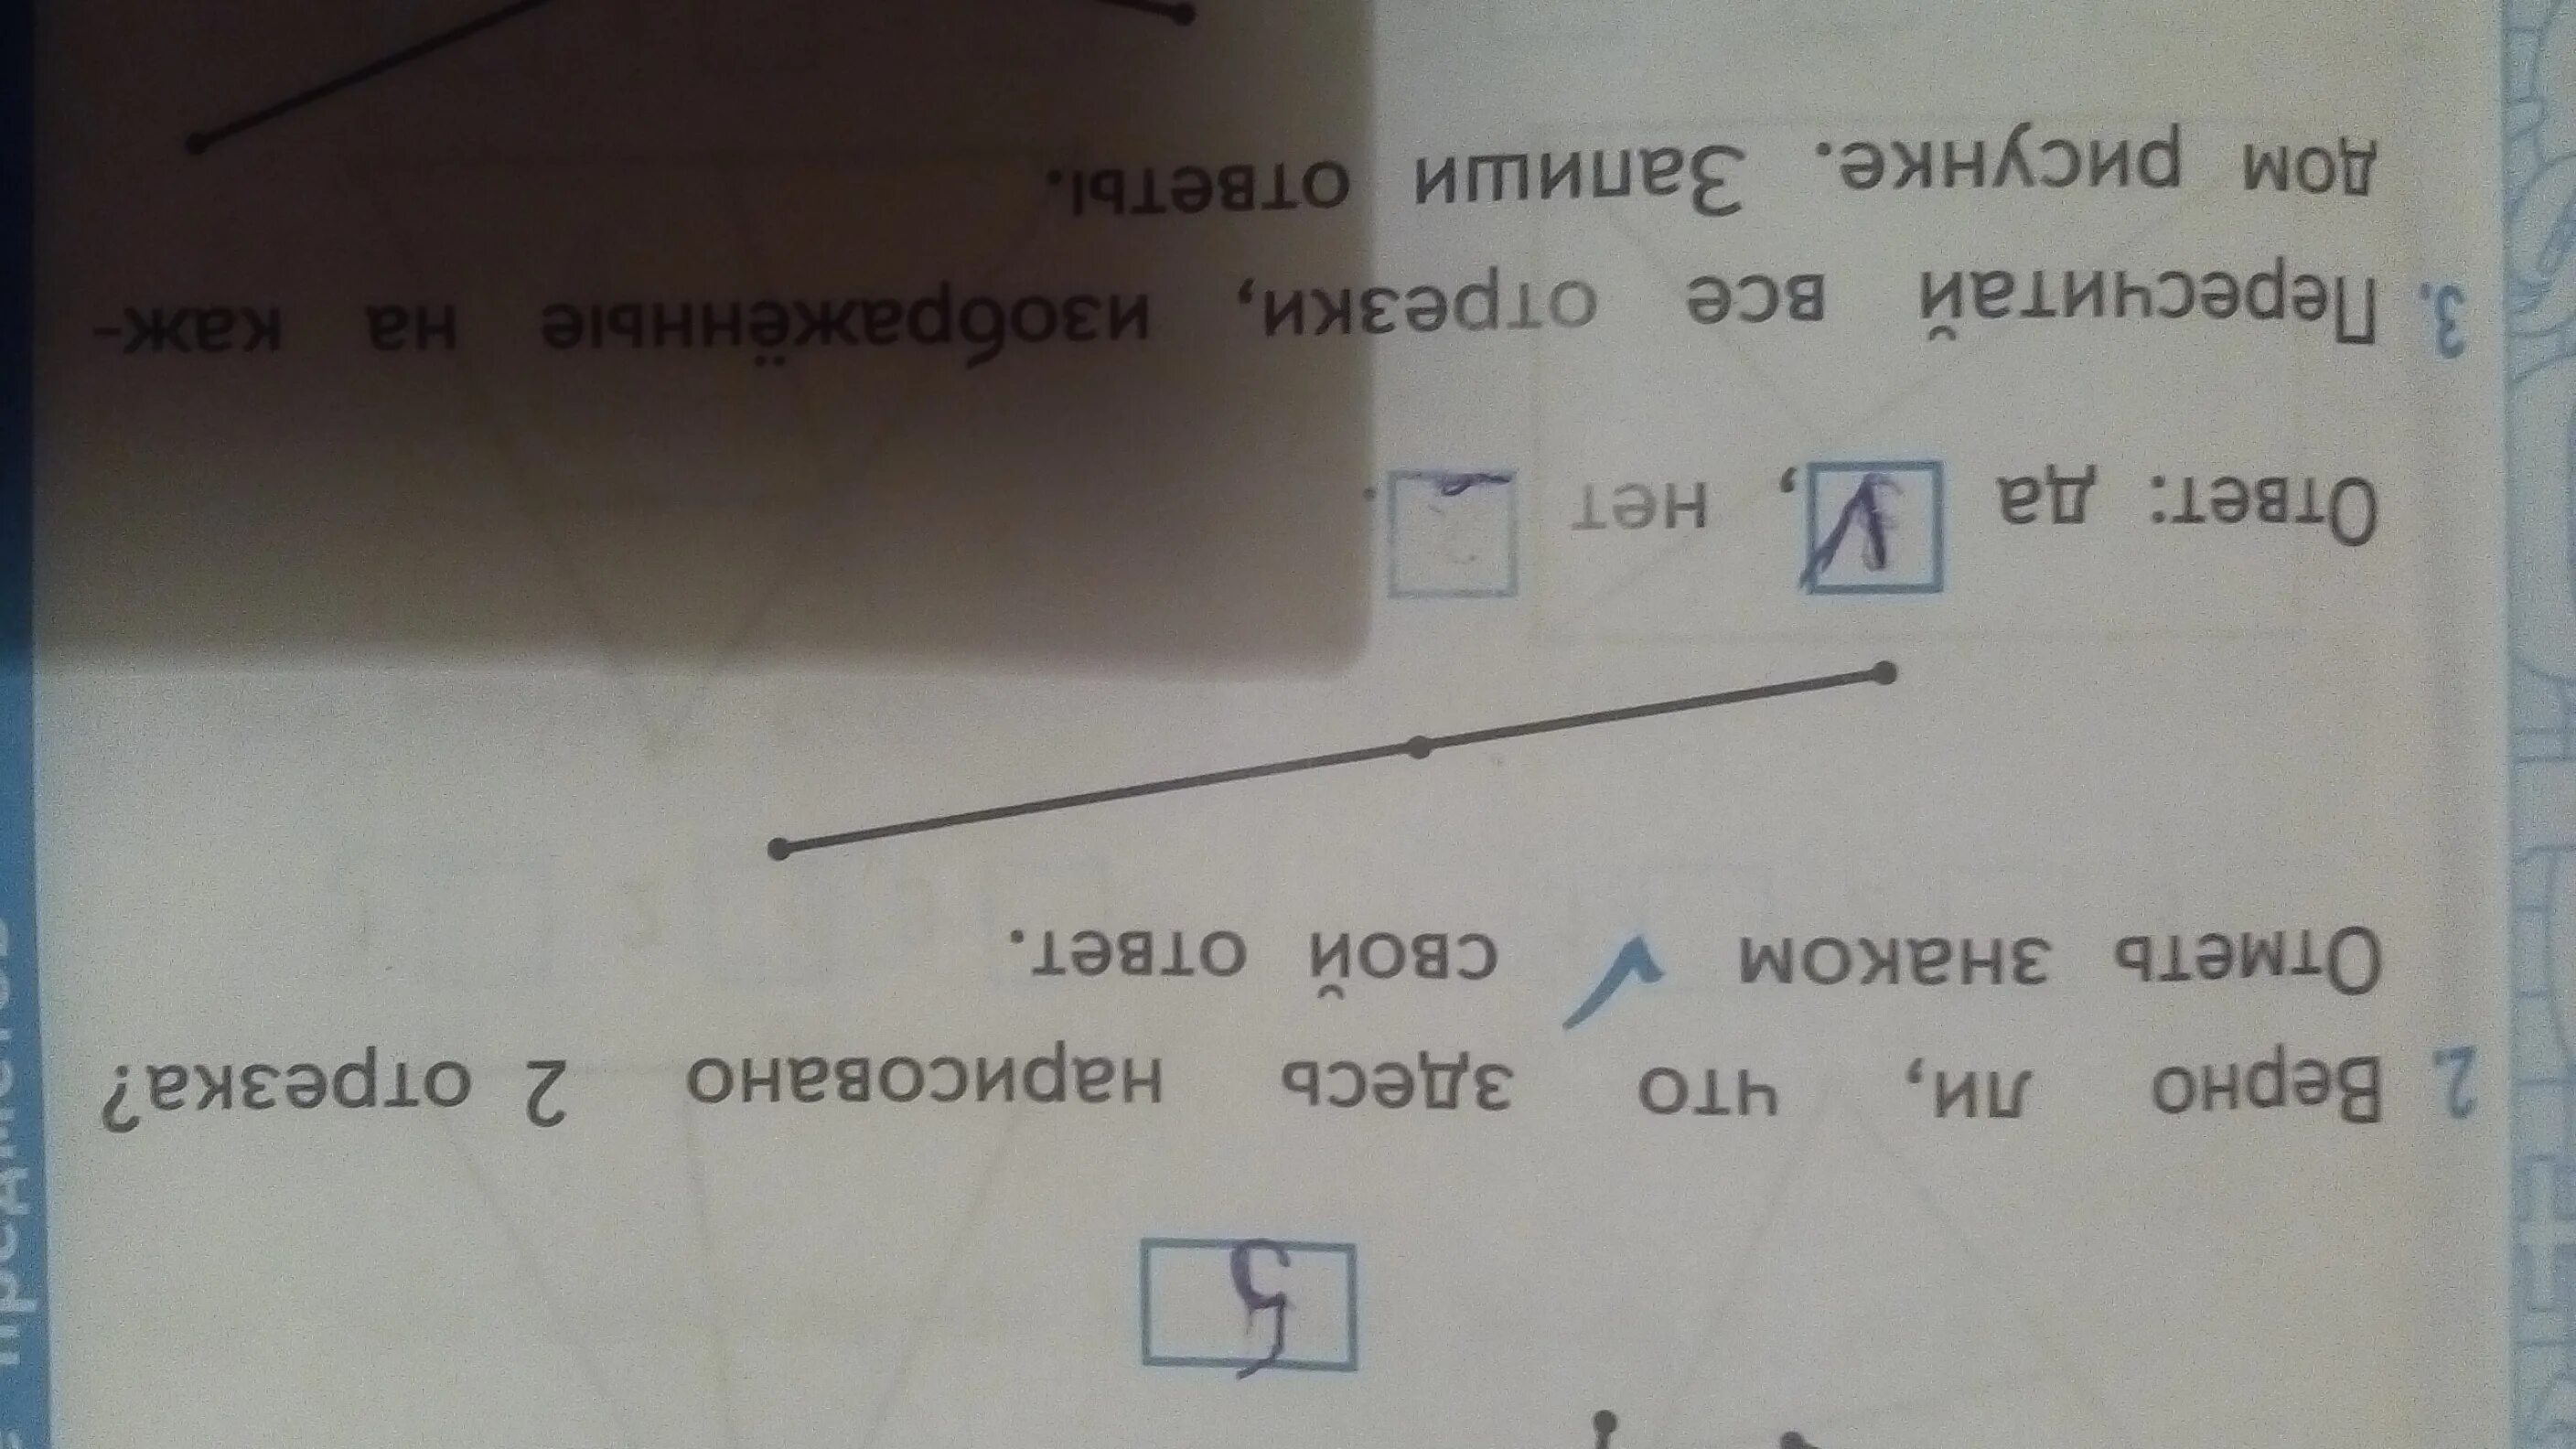 5
2. Верно ли, что здесь нарисовано 2 отрезка?
Отметь знаком ✓ свой ответ.
Ответ: да ✓, нет .
3. Пересчитай все отрезки, изображённые на каж-
дом рисунке. Запиши ответы.
предметов